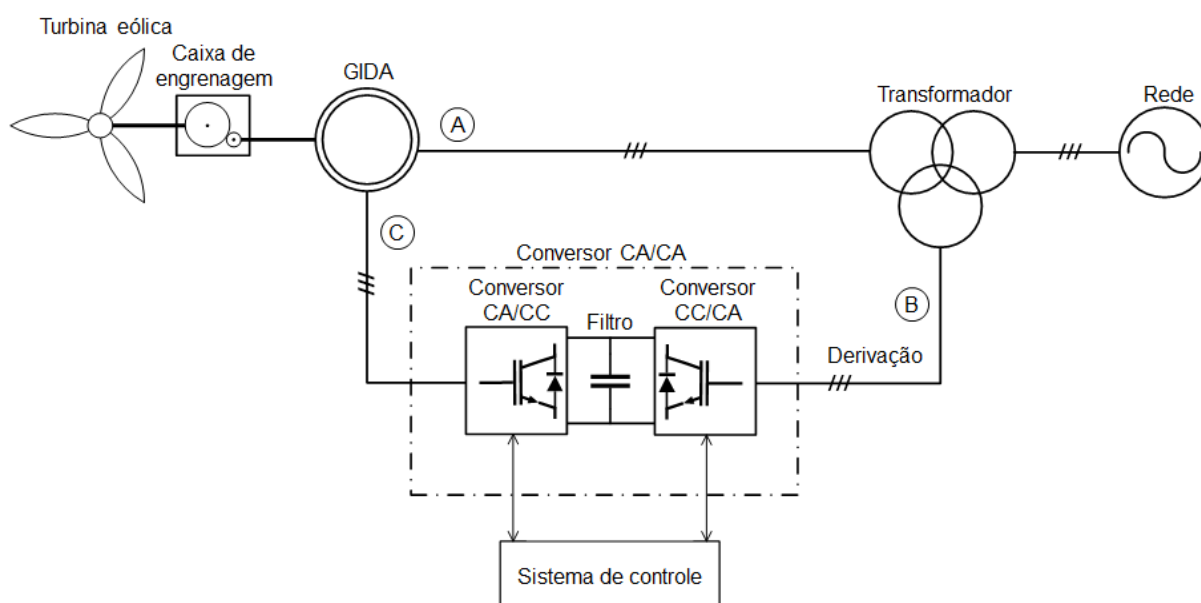 Turbina eólica
Caixa de
engrenagem
GIDA
A
Transformador
Rede
C
Conversor CA/CA
Conversor
CA/CC
Filtro
Conversor
CC/CA
B
Derivação
Sistema de controle